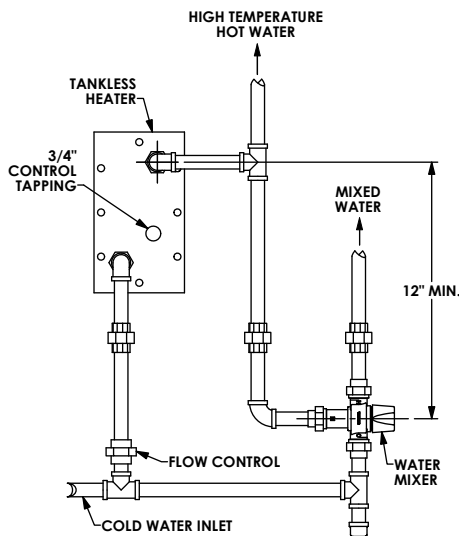 HIGH TEMPERATURE
HOT WATER
TANKLESS
HEATER
3/4"
CONTROL
TAPPING
MIXED
WATER
12" MIN.
FLOW CONTROL
WATER
MIXER
COLD WATER INLET